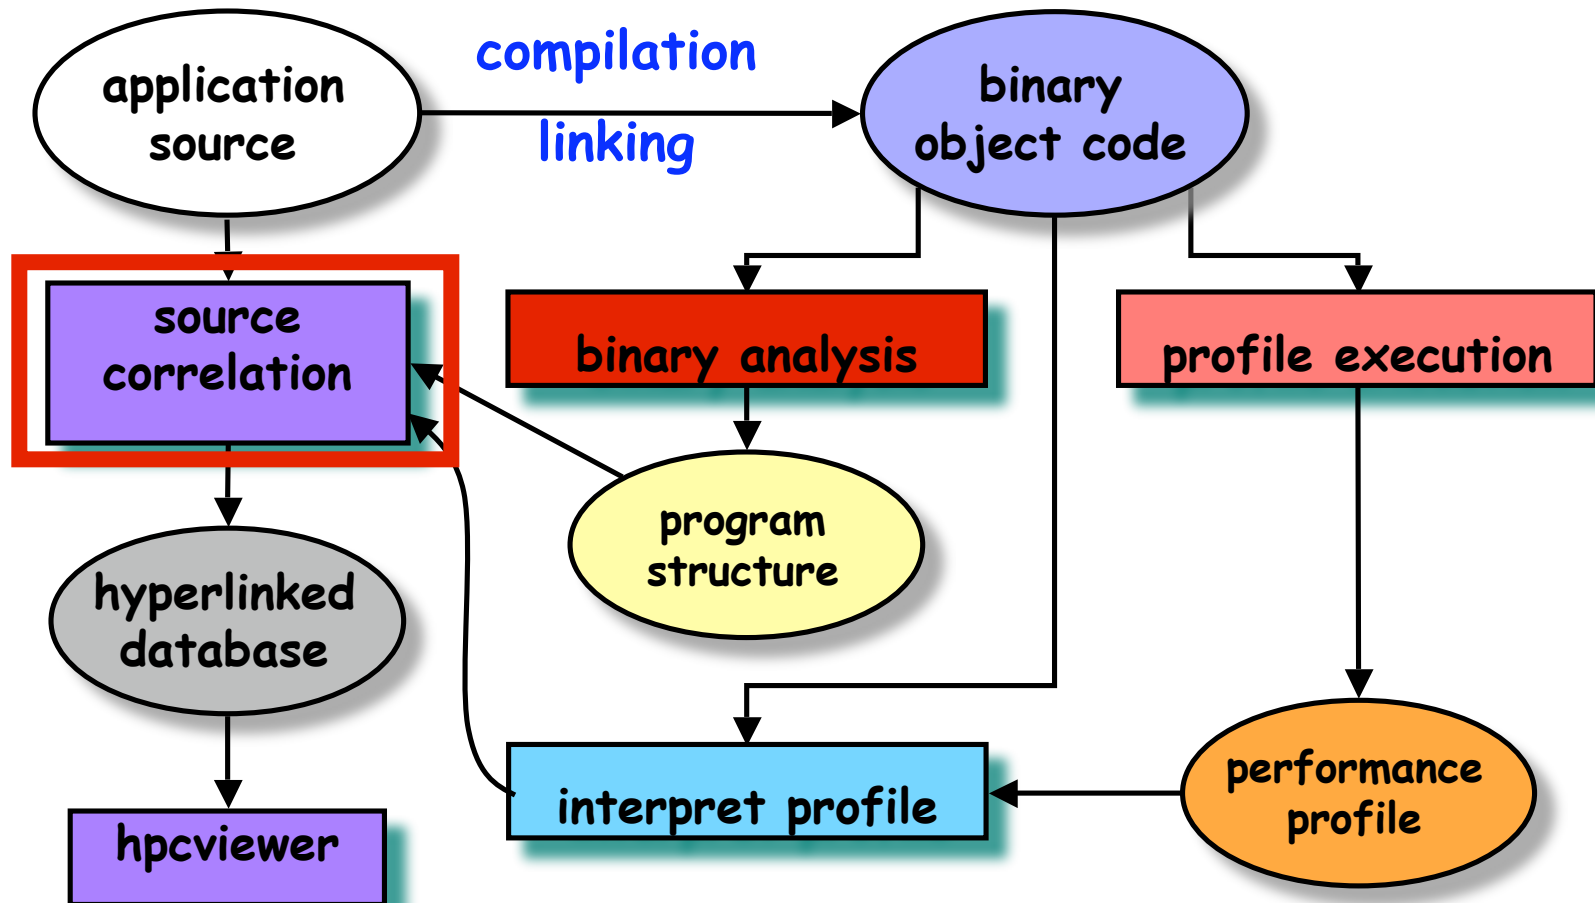 application
source
compilation
linking
binary
object code
source
correlation
binary analysis
profile execution
program
structure
hyperlinked
database
interpret profile
performance
profile
hpcviewer